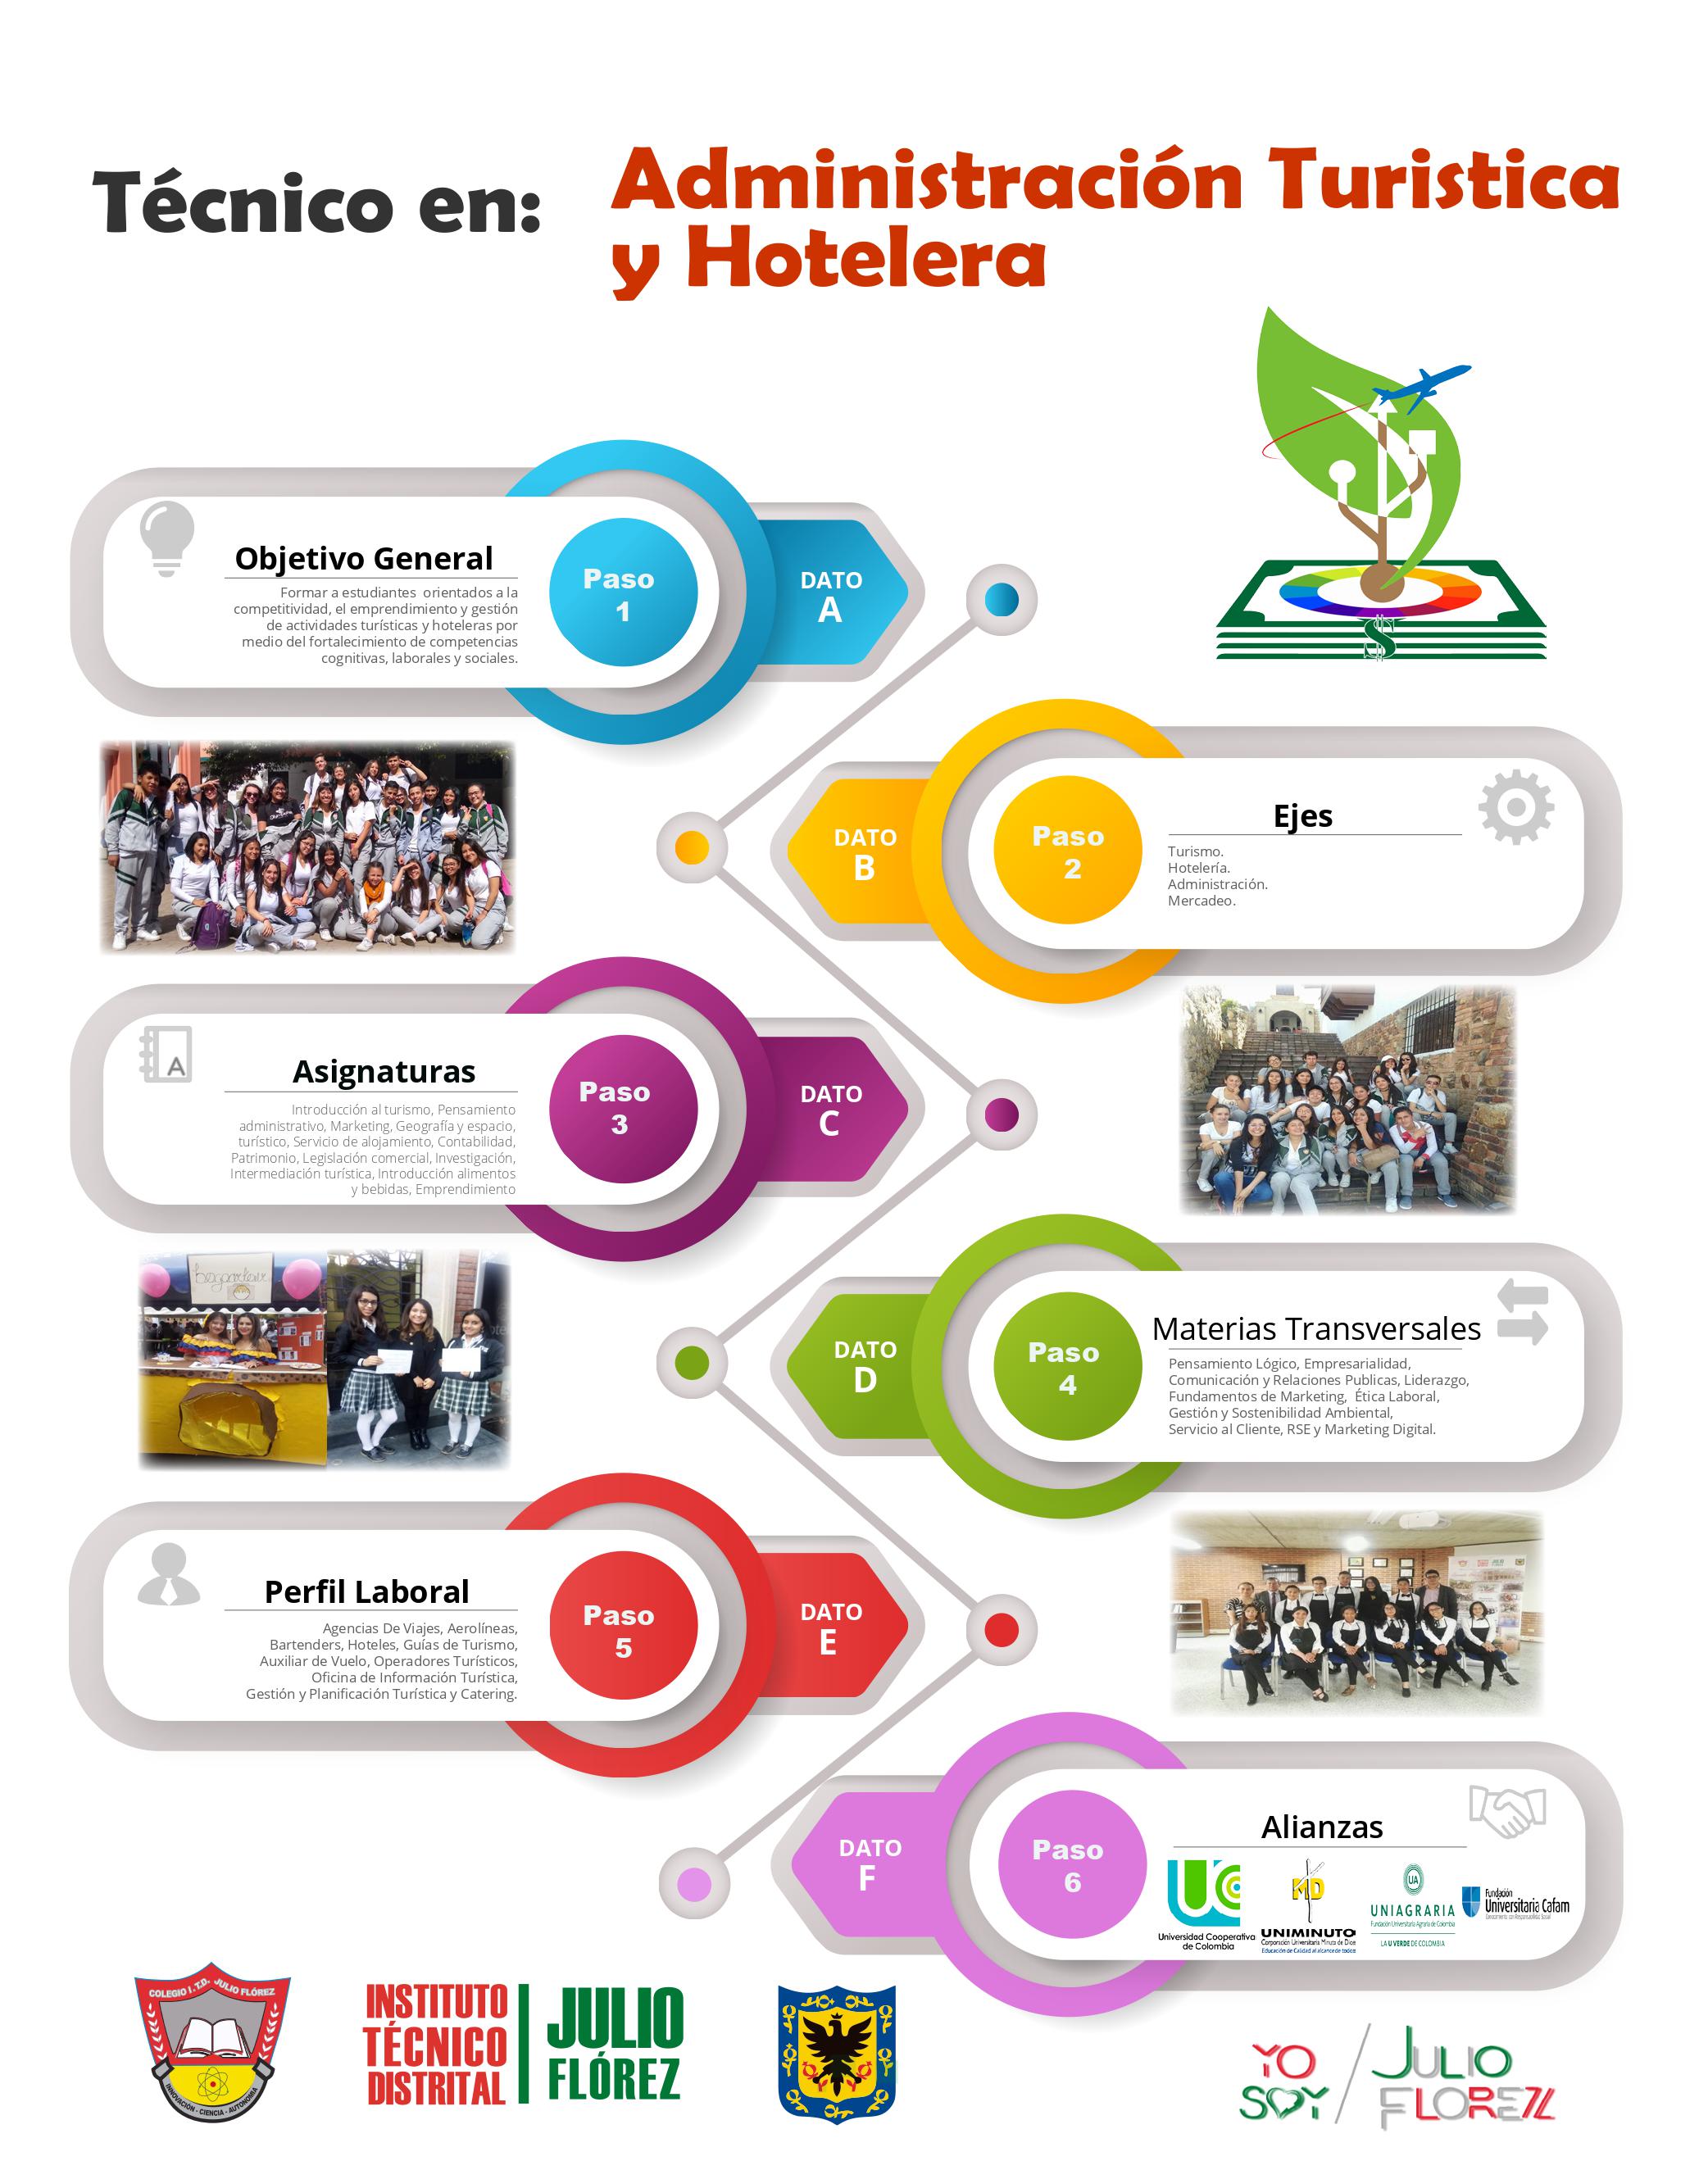 Técnico en:
Administración Turistica
y Hotelera
Objetivo General
Formar a estudiantes orientados a la
competitividad, el emprendimiento y gestión
de actividades turísticas y hoteleras por
medio del fortalecimiento de competencias
cognitivas, laborales y sociales.
Paso
1
DATO
A
DATO
B
Paso
2
Ejes
Turismo.
Hotelería.
Administración.
Mercadeo.
Asignaturas
Introducción al turismo, Pensamiento
administrativo, Marketing, Geografía y espacio,
turístico, Servicio de alojamiento, Contabilidad,
Patrimonio, Legislación comercial, Investigación,
Intermediación turística, Introducción alimentos
y bebidas, Emprendimiento
Paso
3
DATO
C
DATO
D
Paso
4
Materias Transversales
Pensamiento Lógico, Empresarialidad,
Comunicación y Relaciones Publicas, Liderazgo,
Fundamentos de Marketing, Ética Laboral,
Gestión y Sostenibilidad Ambiental,
Servicio al Cliente, RSE y Marketing Digital.
Perfil Laboral
Agencias De Viajes, Aerolíneas,
Bartenders, Hoteles, Guías de Turismo,
Auxiliar de Vuelo, Operadores Turísticos,
Oficina de Información Turística,
Gestión y Planificación Turística y Catering.
Paso
5
DATO
E
DATO
F
Paso
6
Alianzas
UC
Universidad Cooperativa
de Colombia
MD
UNIMINUTO
Corporación Universitaria Minuto de Dios
Educación de Calidad al alcance de todos
UA
UNIAGRARIA
Fundación Universitaria Agraria de Colombia
LA U VERDE DE COLOMBIA
Fundación
Universitaria Cafam
COLEGIO I.T.D. JULIO FLÓREZ
INNOVACIÓN - CIENCIA - AUTONOMIA
INSTITUTO
TÉCNICO
DISTRITAL
JULIO
FLÓREZ
YO
SOY
JULIO
FLOREZ